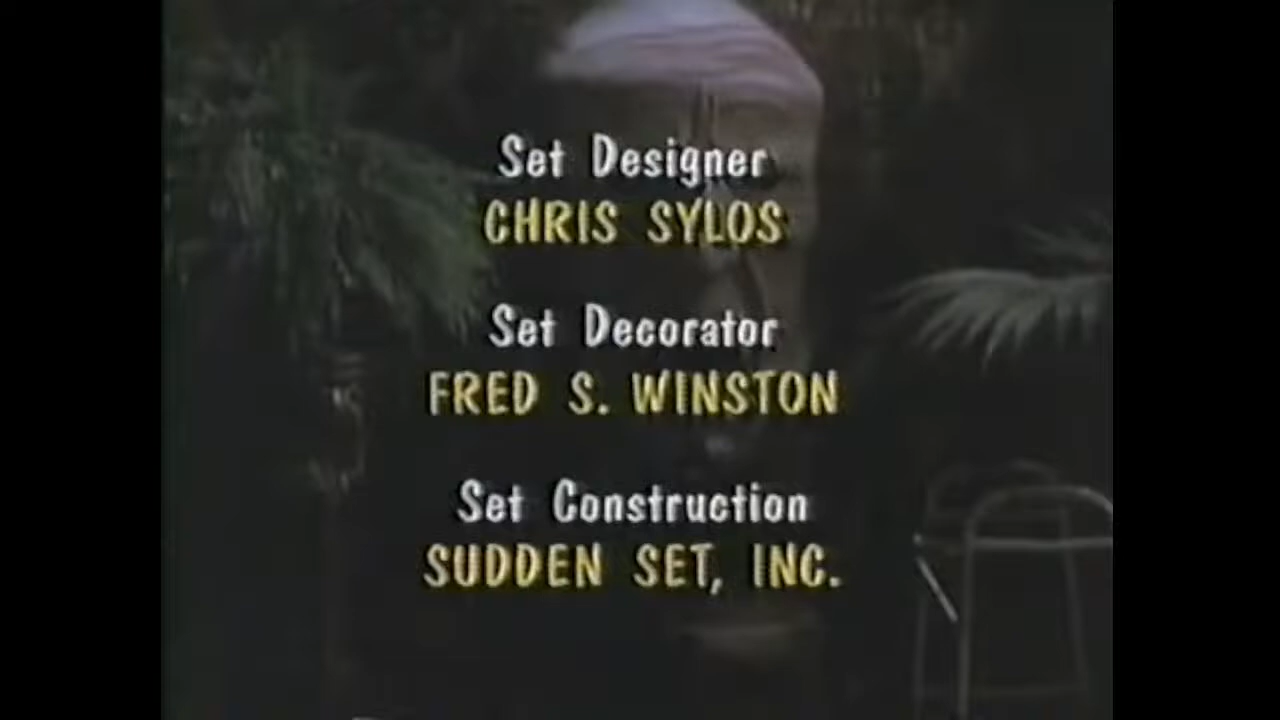 Set Designer
CHRIS SYLOS
Set Decorator
FRED S. WINSTON
Set Construction
SUDDEN SET, INC.